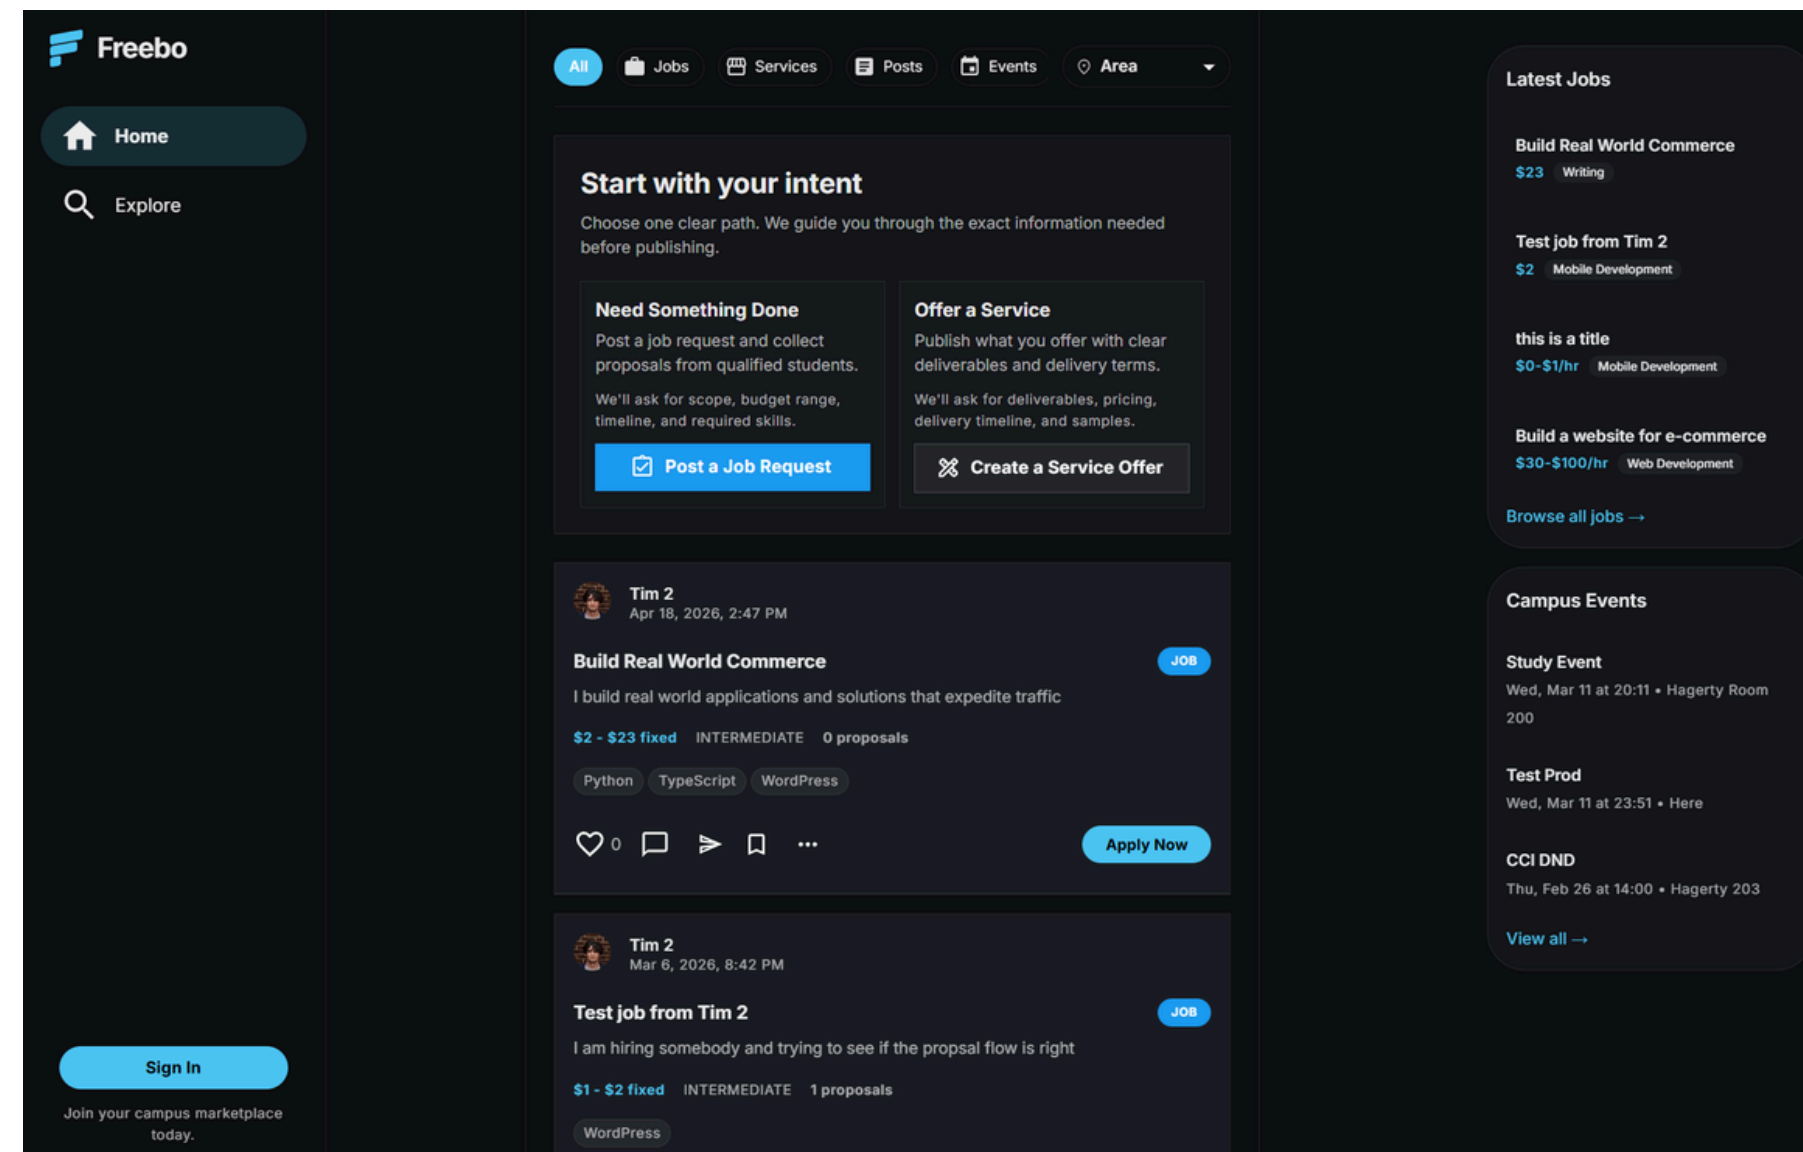 Freebo
Home
Explore
Sign In
Join your campus marketplace
today.
All
Jobs
Services
Posts
Events
Area
Start with your intent
Choose one clear path. We guide you through the exact information needed
before publishing.
Need Something Done
Post a job request and collect
proposals from qualified students.
We'll ask for scope, budget range,
timeline, and required skills.
Post a Job Request
Offer a Service
Publish what you offer with clear
deliverables and delivery terms.
We'll ask for deliverables, pricing,
delivery timeline, and samples.
Create a Service Offer
Tim 2
Apr 18, 2026, 2:47 PM
Build Real World Commerce
JOB
I build real world applications and solutions that expedite traffic
$2 - $23 fixed INTERMEDIATE 0 proposals
Python TypeScript WordPress
0
Apply Now
Tim 2
Mar 6, 2026, 8:42 PM
Test job from Tim 2
JOB
I am hiring somebody and trying to see if the propsal flow is right
$1 - $2 fixed INTERMEDIATE 1 proposals
WordPress
Latest Jobs
Build Real World Commerce
$23 Writing
Test job from Tim 2
$2 Mobile Development
this is a title
$0-$1/hr Mobile Development
Build a website for e-commerce
$30-$100/hr Web Development
Browse all jobs →
Campus Events
Study Event
Wed, Mar 11 at 20:11 • Hagerty Room
200
Test Prod
Wed, Mar 11 at 23:51 • Here
CCI DND
Thu, Feb 26 at 14:00 • Hagerty 203
View all →